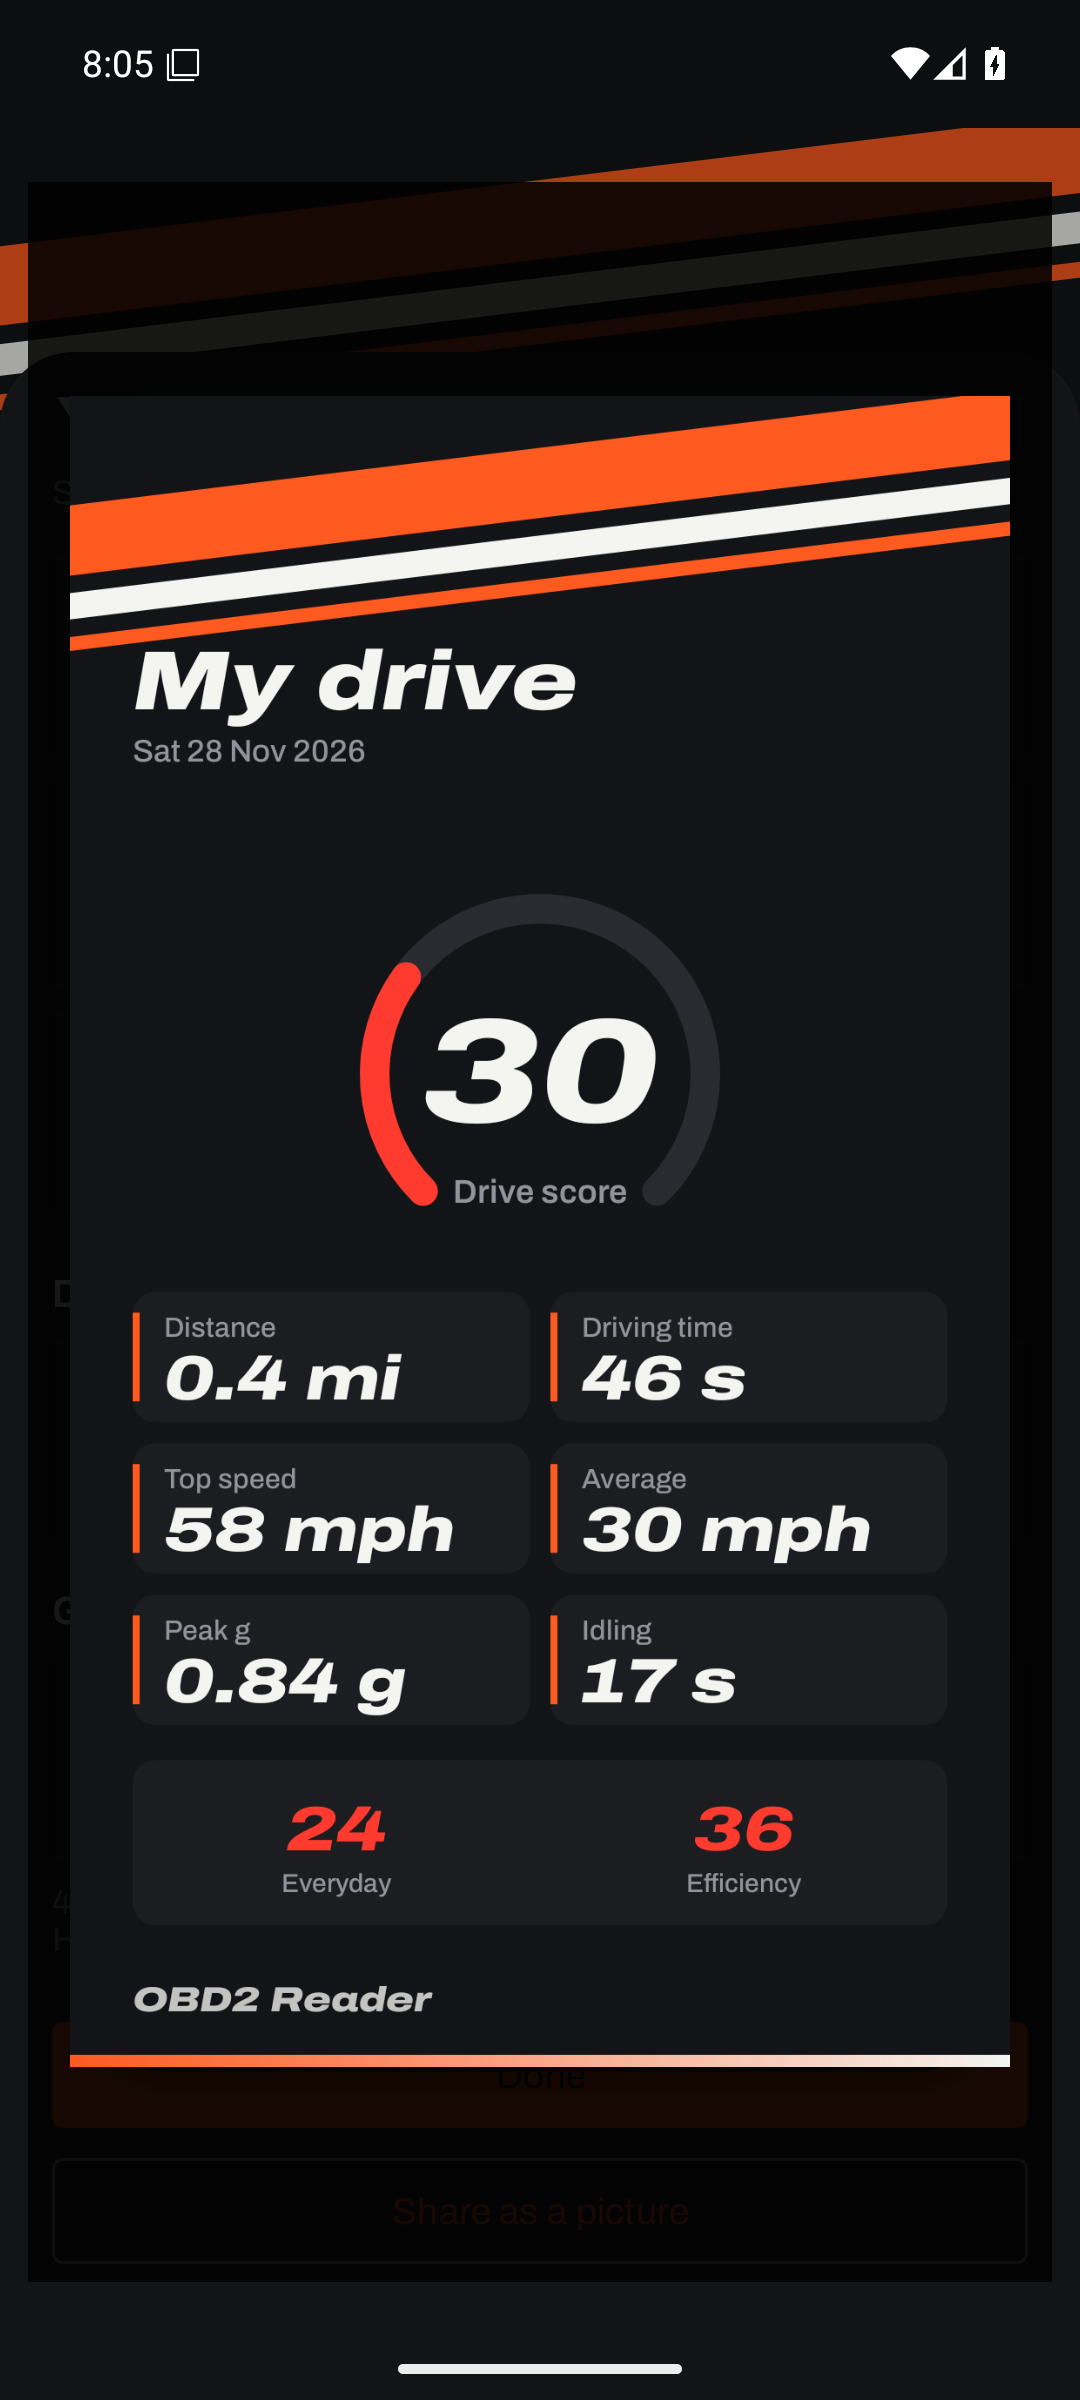 8:05
My drive
Sat 28 Nov 2026
30
Drive score
Distance
0.4 mi
Driving time
46 s
Top speed
58 mph
Average
30 mph
Peak g
0.84 g
Idling
17 s
24
Everyday
36
Efficiency
OBD2 Reader
Done
Share as a picture